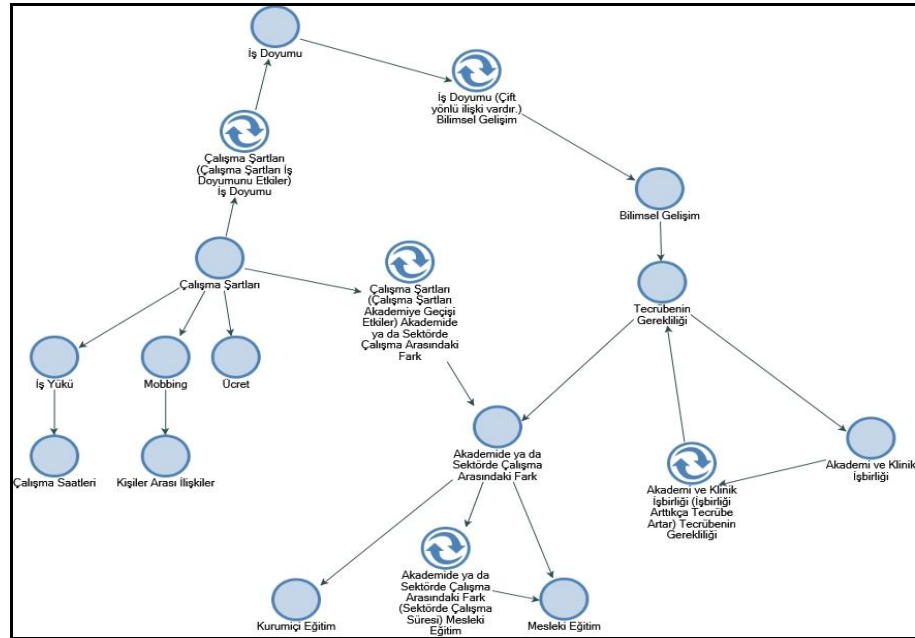 İş Doyumu
İş Doyumu (Çift
yönlü ilişki vardır.)
Bilimsel Gelişim
Çalışma Şartları
(Çalışma Şartları İş
Doyumunu Etkiler)
İş Doyumu
Bilimsel Gelişim
Çalışma Şartları
Çalışma Şartları
(Çalışma Şartları
Akademiye Geçişi
Etkiler) Akademide
ya da Sektörde
Çalışma Arasındaki
Fark
Tecrübenin
Gerekliliği
İş Yükü
Mobbing
Ücret
Akademide ya da
Sektörde Çalışma
Arasındaki Fark
Akademi ve Klinik
İşbirliği
Çalışma Saatleri
Kişiler Arası İlişkiler
Akademi ve Klinik
İşbirliği (İşbirliği
Arttıkça Tecrübe
Artar) Tecrübenin
Gerekliliği
Kurumiçi Eğitim
Akademide ya da
Sektörde Çalışma
Arasındaki Fark
(Sektörde Çalışma
Süresi) Mesleki
Eğitim
Mesleki Eğitim